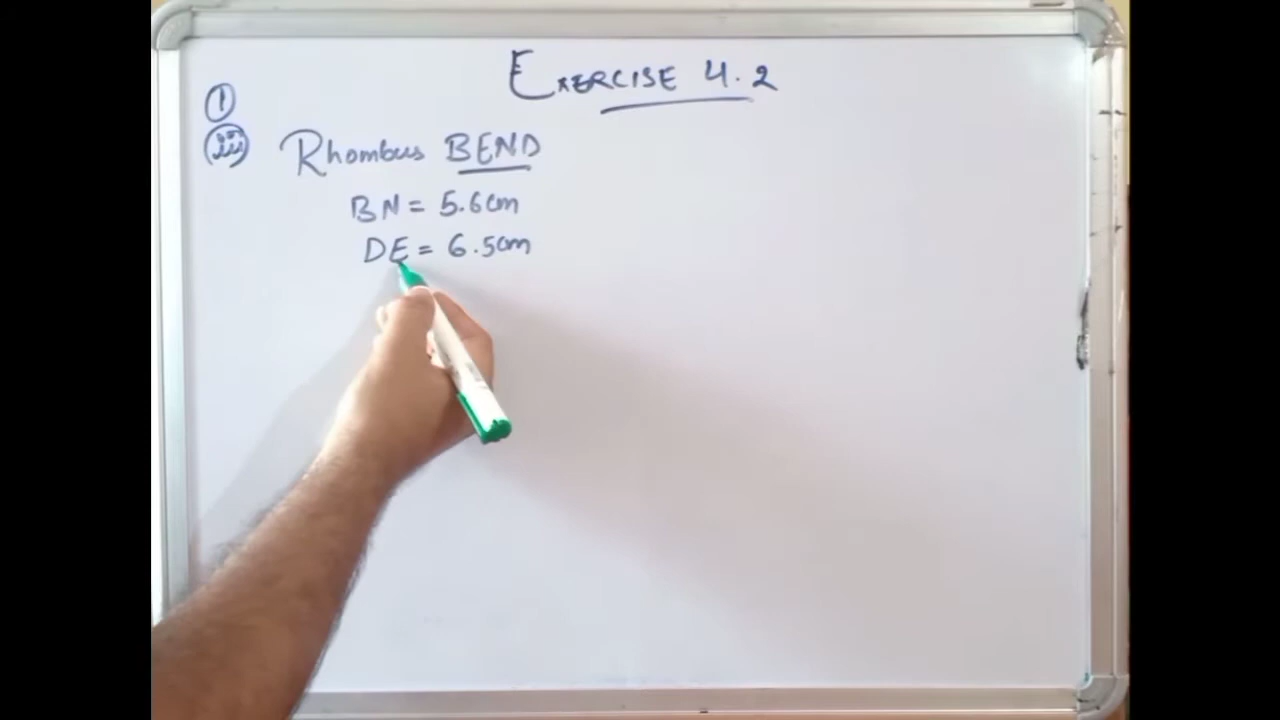 Exercise 4.2
①
iii
Rhombus BEND
BN = 5.6cm
DE = 6.5cm